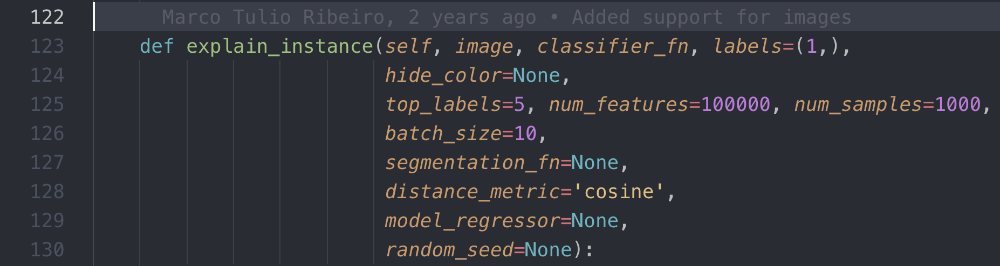 122 Marco Tulio Ribeiro, 2 years ago • Added support for images
123 def explain_instance(self, image, classifier_fn, labels=(1,),
124 hide_color=None,
125 top_labels=5, num_features=100000, num_samples=1000,
126 batch_size=10,
127 segmentation_fn=None,
128 distance_metric='cosine',
129 model_regressor=None,
130 random_seed=None):